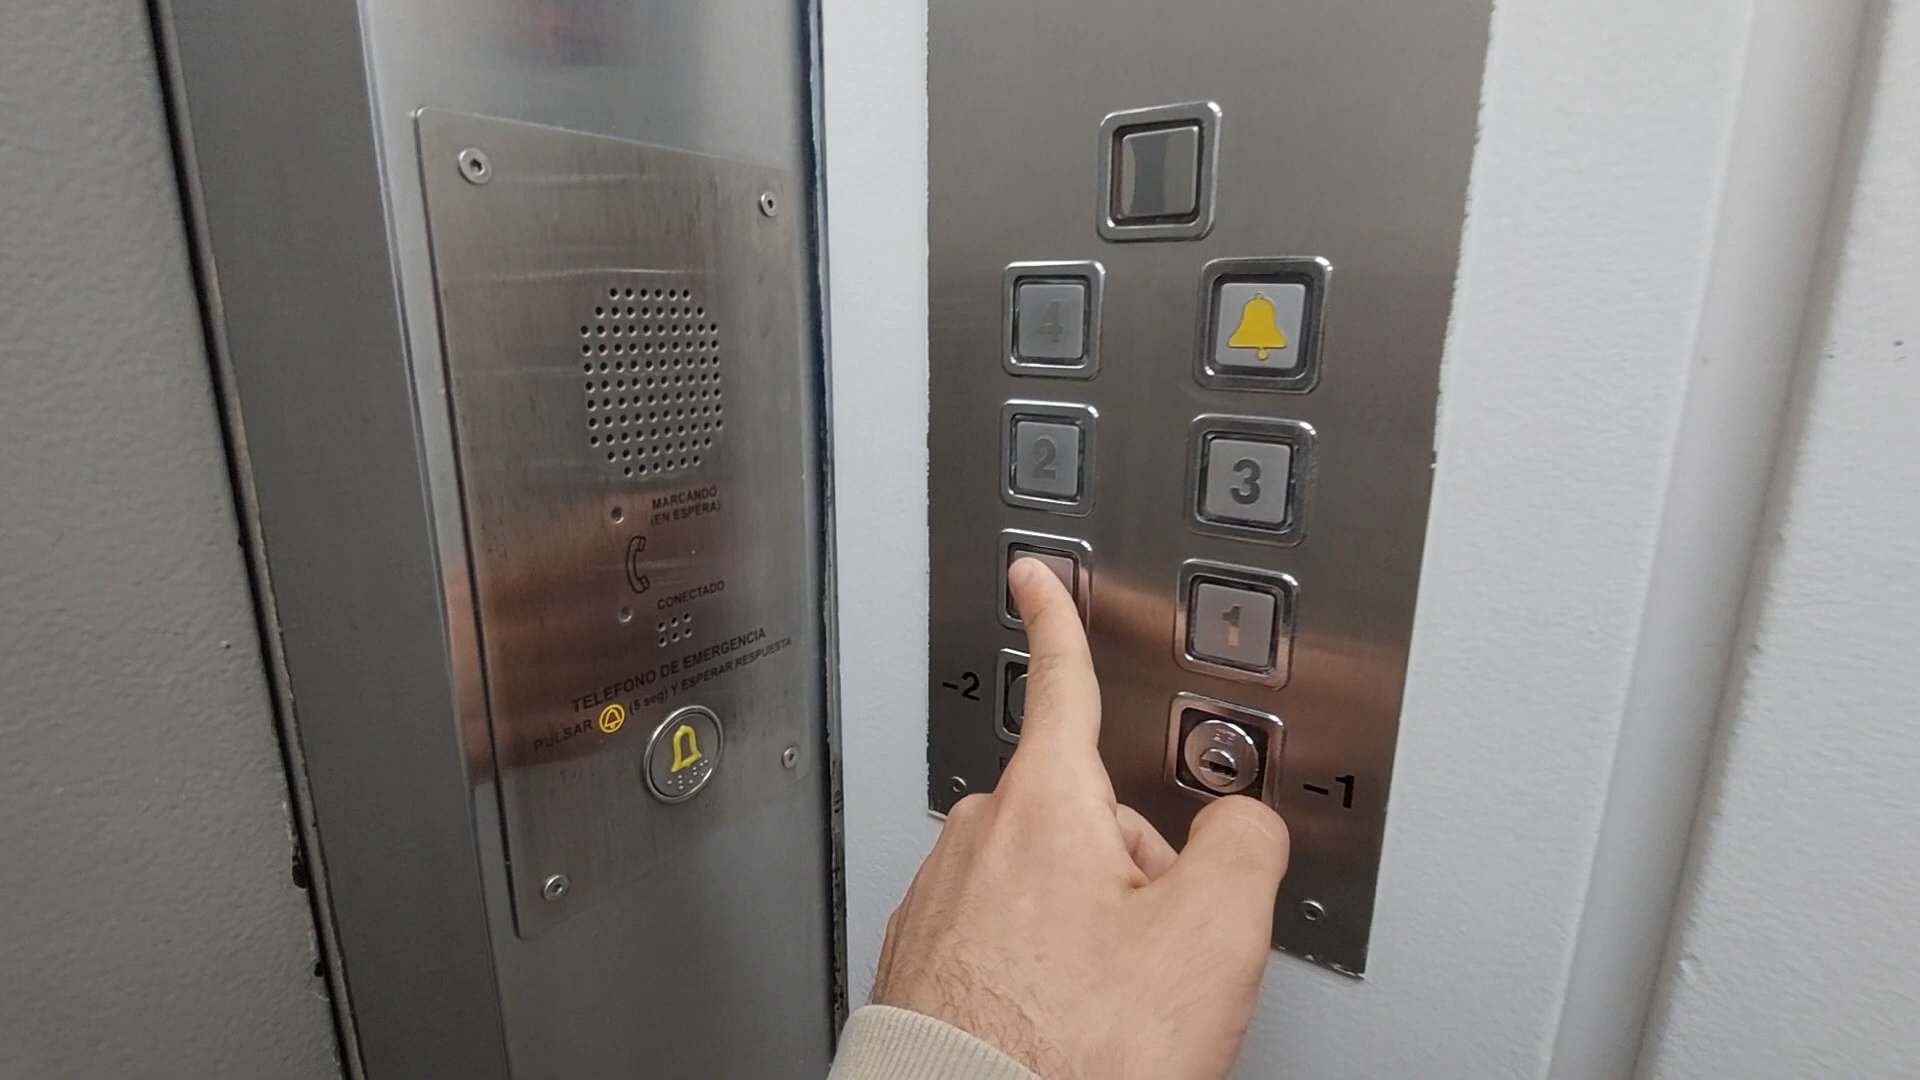 MARCANDO
(EN ESPERA)
CONECTADO
TELEFONO DE EMERGENCIA
PULSAR (5 seg) Y ESPERAR RESPUESTA
4
2
3
1
-2
-1